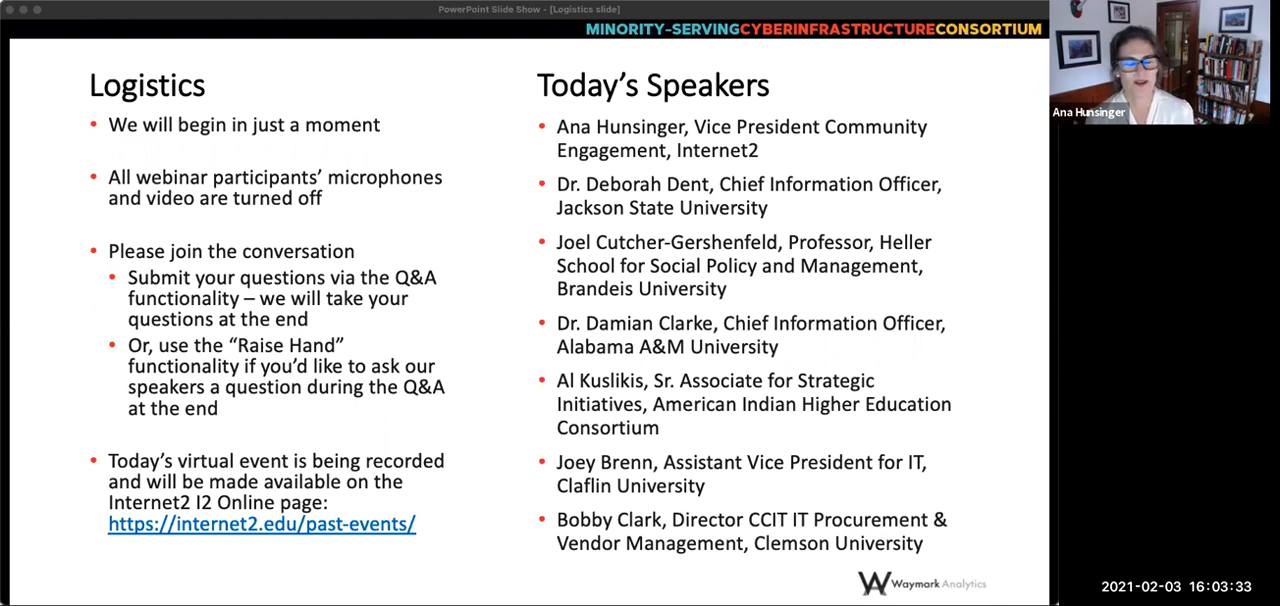 PowerPoint Slide Show - [Logistics slide]
MINORITY-SERVINGCYBERINFRASTRUCTURECONSORTIUM
Logistics
• We will begin in just a moment
• All webinar participants’ microphones
and video are turned off
• Please join the conversation
• Submit your questions via the Q&A
functionality – we will take your
questions at the end
• Or, use the “Raise Hand”
functionality if you’d like to ask our
speakers a question during the Q&A
at the end
• Today’s virtual event is being recorded
and will be made available on the
Internet2 I2 Online page:
https://internet2.edu/past-events/
Today’s Speakers
• Ana Hunsinger, Vice President Community
Engagement, Internet2
• Dr. Deborah Dent, Chief Information Officer,
Jackson State University
• Joel Cutcher-Gershenfeld, Professor, Heller
School for Social Policy and Management,
Brandeis University
• Dr. Damian Clarke, Chief Information Officer,
Alabama A&M University
• Al Kuslikis, Sr. Associate for Strategic
Initiatives, American Indian Higher Education
Consortium
• Joey Brenn, Assistant Vice President for IT,
Claflin University
• Bobby Clark, Director CCIT IT Procurement &
Vendor Management, Clemson University
Waymark Analytics
Ana Hunsinger
2021-02-03 16:03:33